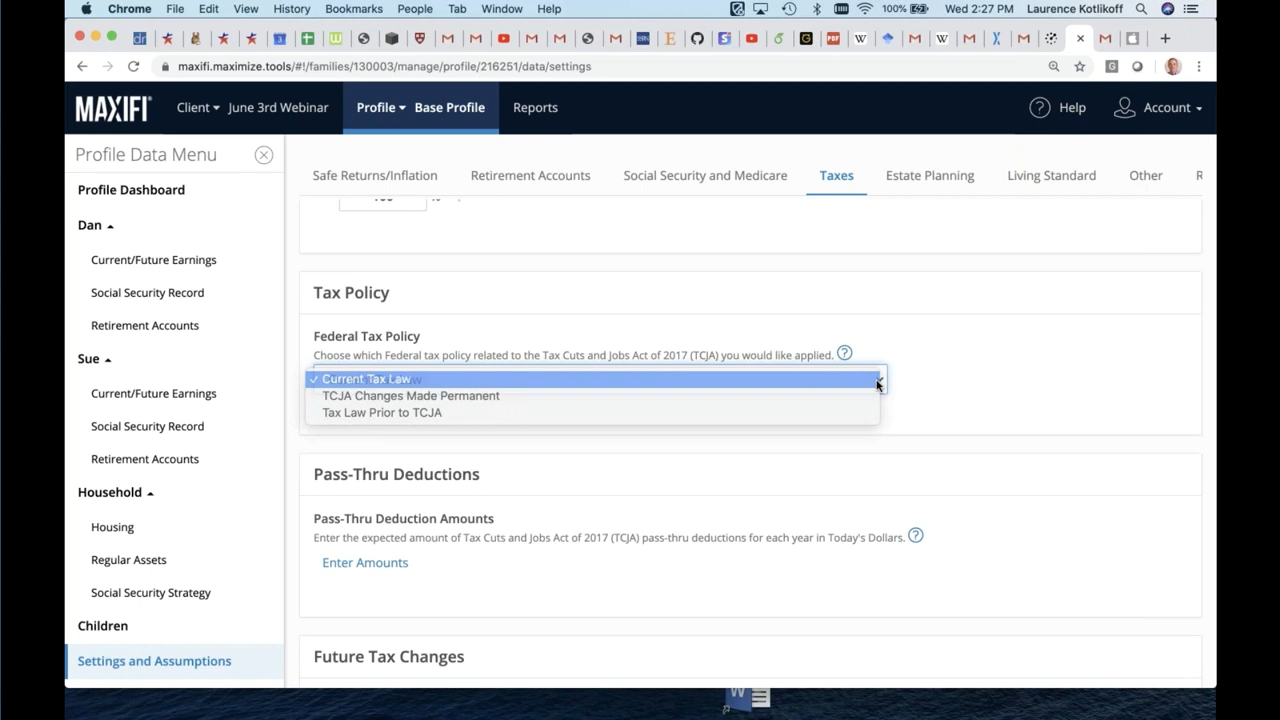 Chrome File Edit View History Bookmarks People Tab Window Help 100% Wed 2:27 PM Laurence Kotlikoff
maxifi.maximize.tools/#!/families/130003/manage/profile/216251/data/settings
MAXIFI Client June 3rd Webinar Profile Base Profile Reports Help Account
Profile Data Menu
Safe Returns/Inflation Retirement Accounts Social Security and Medicare Taxes Estate Planning Living Standard Other R
Profile Dashboard
Dan
Current/Future Earnings
Social Security Record
Retirement Accounts
Sue
Current/Future Earnings
Social Security Record
Retirement Accounts
Household
Housing
Regular Assets
Social Security Strategy
Children
Settings and Assumptions
Tax Policy
Federal Tax Policy
Choose which Federal tax policy related to the Tax Cuts and Jobs Act of 2017 (TCJA) you would like applied.
Current Tax Law
TCJA Changes Made Permanent
Tax Law Prior to TCJA
Pass-Thru Deductions
Pass-Thru Deduction Amounts
Enter the expected amount of Tax Cuts and Jobs Act of 2017 (TCJA) pass-thru deductions for each year in Today's Dollars.
Enter Amounts
Future Tax Changes